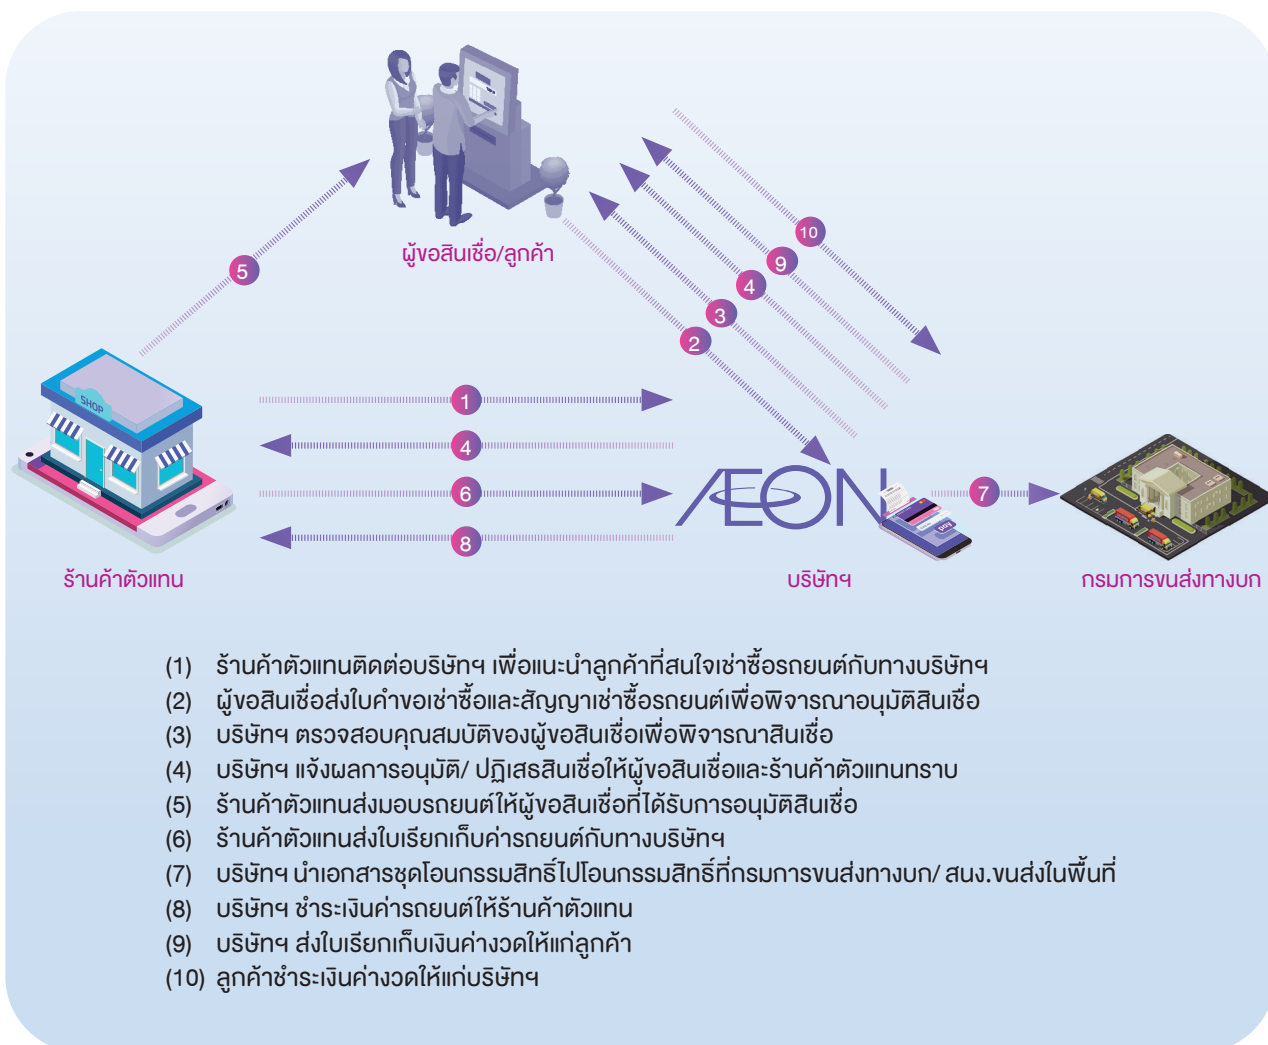 10
ผู้ขอสินเชื่อ/ลูกค้า
9
5
4
3
2
SHOP
1
4
6
ÆON
7
pay
8
ร้านค้าตัวแทน
บริษัทฯ
กรมการขนส่งทางบก
(1) ร้านค้าตัวแทนติดต่อบริษัทฯ เพื่อแนะนำลูกค้าที่สนใจเช่าซื้อรถยนต์กับทางบริษัทฯ
(2) ผู้ขอสินเชื่อส่งใบคำขอเช่าซื้อและสัญญาเช่าซื้อรถยนต์เพื่อพิจารณาอนุมัติสินเชื่อ
(3) บริษัทฯ ตรวจสอบคุณสมบัติของผู้ขอสินเชื่อเพื่อพิจารณาสินเชื่อ
(4) บริษัทฯ แจ้งผลการอนุมัติ/ ปฏิเสธสินเชื่อให้ผู้ขอสินเชื่อและร้านค้าตัวแทนทราบ
(5) ร้านค้าตัวแทนส่งมอบรถยนต์ให้ผู้ขอสินเชื่อที่ได้รับการอนุมัติสินเชื่อ
(6) ร้านค้าตัวแทนส่งใบเรียกเก็บค่ารถยนต์กับทางบริษัทฯ
(7) บริษัทฯ นำเอกสารชุดโอนกรรมสิทธิ์ไปโอนกรรมสิทธิ์ที่กรมการขนส่งทางบก/ สนง.ขนส่งในพื้นที่
(8) บริษัทฯ ชำระเงินค่ารถยนต์ให้ร้านค้าตัวแทน
(9) บริษัทฯ ส่งใบเรียกเก็บเงินค่างวดให้แก่ลูกค้า
(10) ลูกค้าชำระเงินค่างวดให้แก่บริษัทฯ